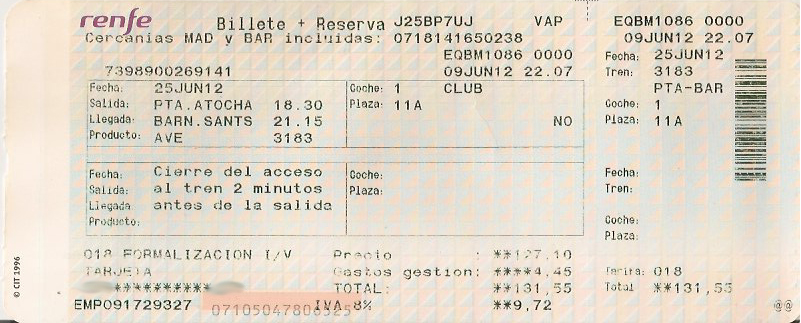 renfe Billete + Reserva J25BP7UJ VAP EQBM1086 0000
Cercanias MAD y BAR incluidas: 0718141650238 09JUN12 22.07
EQBM1086 0000 Fecha: 25JUN12
7398900269141 09JUN12 22.07 Tren: 3183
Fecha: 25JUN12 Coche: 1 CLUB PTA-BAR
Salida: PTA.ATOCHA 18.30 Plaza: 11A Coche: 1
Llegada: BARN.SANTS 21.15 NO Plaza: 11A
Producto: AVE 3183
Fecha: Cierre del acceso Coche: Fecha:
Salida: al tren 2 minutos Plaza: Tren:
Llegada antes de la salida
Producto: Coche:
Plaza:
018 FORMALIZACION I/V Precio : **127,10
TARJETA Gastos gestion: ****4,45 Tarifa: 018
**********
TOTAL: **131,55 Total **131,55
EMP091729327 07105047806325 IVA 8% **9,72 @@
© CIT 1996